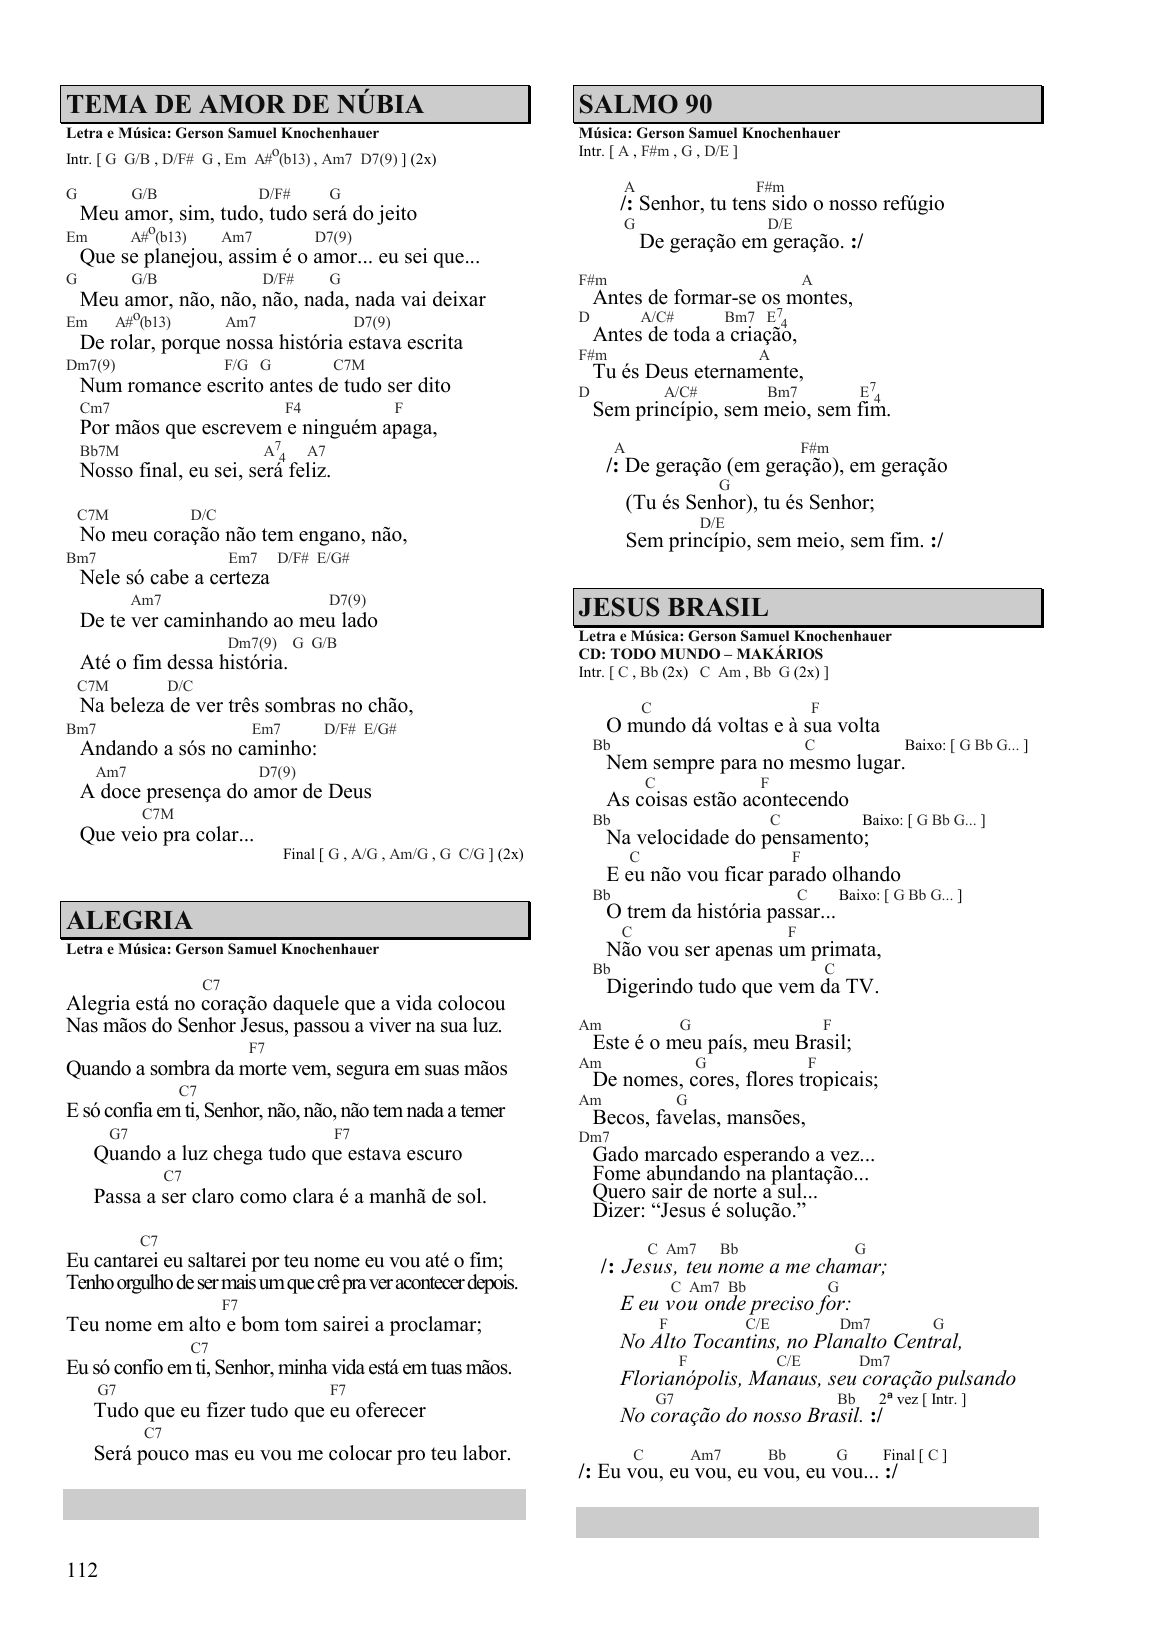 TEMA DE AMOR DE NÚBIA
Letra e Música: Gerson Samuel Knochenhauer
Intr. [ G G/B , D/F# G , Em A#º(b13) , Am7 D7(9) ] (2x)
G G/B D/F# G
Meu amor, sim, tudo, tudo será do jeito
Em A#º(b13) Am7 D7(9)
Que se planejou, assim é o amor... eu sei que...
G G/B D/F# G
Meu amor, não, não, não, nada, nada vai deixar
Em A#º(b13) Am7 D7(9)
De rolar, porque nossa história estava escrita
Dm7(9) F/G G C7M
Num romance escrito antes de tudo ser dito
Cm7 F4 F
Por mãos que escrevem e ninguém apaga,
Bb7M A74 A7
Nosso final, eu sei, será feliz.
C7M D/C
No meu coração não tem engano, não,
Bm7 Em7 D/F# E/G#
Nele só cabe a certeza
Am7 D7(9)
De te ver caminhando ao meu lado
Dm7(9) G G/B
Até o fim dessa história.
C7M D/C
Na beleza de ver três sombras no chão,
Bm7 Em7 D/F# E/G#
Andando a sós no caminho:
Am7 D7(9)
A doce presença do amor de Deus
C7M
Que veio pra colar...
Final [ G , A/G , Am/G , G C/G ] (2x)
ALEGRIA
Letra e Música: Gerson Samuel Knochenhauer
C7
Alegria está no coração daquele que a vida colocou
Nas mãos do Senhor Jesus, passou a viver na sua luz.
F7
Quando a sombra da morte vem, segura em suas mãos
C7
E só confia em ti, Senhor, não, não, não tem nada a temer
G7 F7
Quando a luz chega tudo que estava escuro
C7
Passa a ser claro como clara é a manhã de sol.
C7
Eu cantarei eu saltarei por teu nome eu vou até o fim;
Tenho orgulho de ser mais um que crê pra ver acontecer depois.
F7
Teu nome em alto e bom tom sairei a proclamar;
C7
Eu só confio em ti, Senhor, minha vida está em tuas mãos.
G7 F7
Tudo que eu fizer tudo que eu oferecer
C7
Será pouco mas eu vou me colocar pro teu labor.
112
SALMO 90
Música: Gerson Samuel Knochenhauer
Intr. [ A , F#m , G , D/E ]
A F#m
/: Senhor, tu tens sido o nosso refúgio
G D/E
De geração em geração. :/
F#m A
Antes de formar-se os montes,
D A/C# Bm7 E74
Antes de toda a criação,
F#m A
Tu és Deus eternamente,
D A/C# Bm7 E74
Sem princípio, sem meio, sem fim.
A F#m
/: De geração (em geração), em geração
G
(Tu és Senhor), tu és Senhor;
D/E
Sem princípio, sem meio, sem fim. :/
JESUS BRASIL
Letra e Música: Gerson Samuel Knochenhauer
CD: TODO MUNDO – MAKÁRIOS
Intr. [ C , Bb (2x) C Am , Bb G (2x) ]
C F
O mundo dá voltas e à sua volta
Bb C Baixo: [ G Bb G... ]
Nem sempre para no mesmo lugar.
C F
As coisas estão acontecendo
Bb C Baixo: [ G Bb G... ]
Na velocidade do pensamento;
C F
E eu não vou ficar parado olhando
Bb C Baixo: [ G Bb G... ]
O trem da história passar...
C F
Não vou ser apenas um primata,
Bb C
Digerindo tudo que vem da TV.
Am G F
Este é o meu país, meu Brasil;
Am G F
De nomes, cores, flores tropicais;
Am G
Becos, favelas, mansões,
Dm7
Gado marcado esperando a vez...
Fome abundando na plantação...
Quero sair de norte a sul...
Dizer: “Jesus é solução.”
C Am7 Bb G
/: Jesus, teu nome a me chamar;
C Am7 Bb G
E eu vou onde preciso for:
F C/E Dm7 G
No Alto Tocantins, no Planalto Central,
F C/E Dm7
Florianópolis, Manaus, seu coração pulsando
G7 Bb 2ª vez [ Intr. ]
No coração do nosso Brasil. :/
C Am7 Bb G Final [ C ]
/: Eu vou, eu vou, eu vou, eu vou... :/